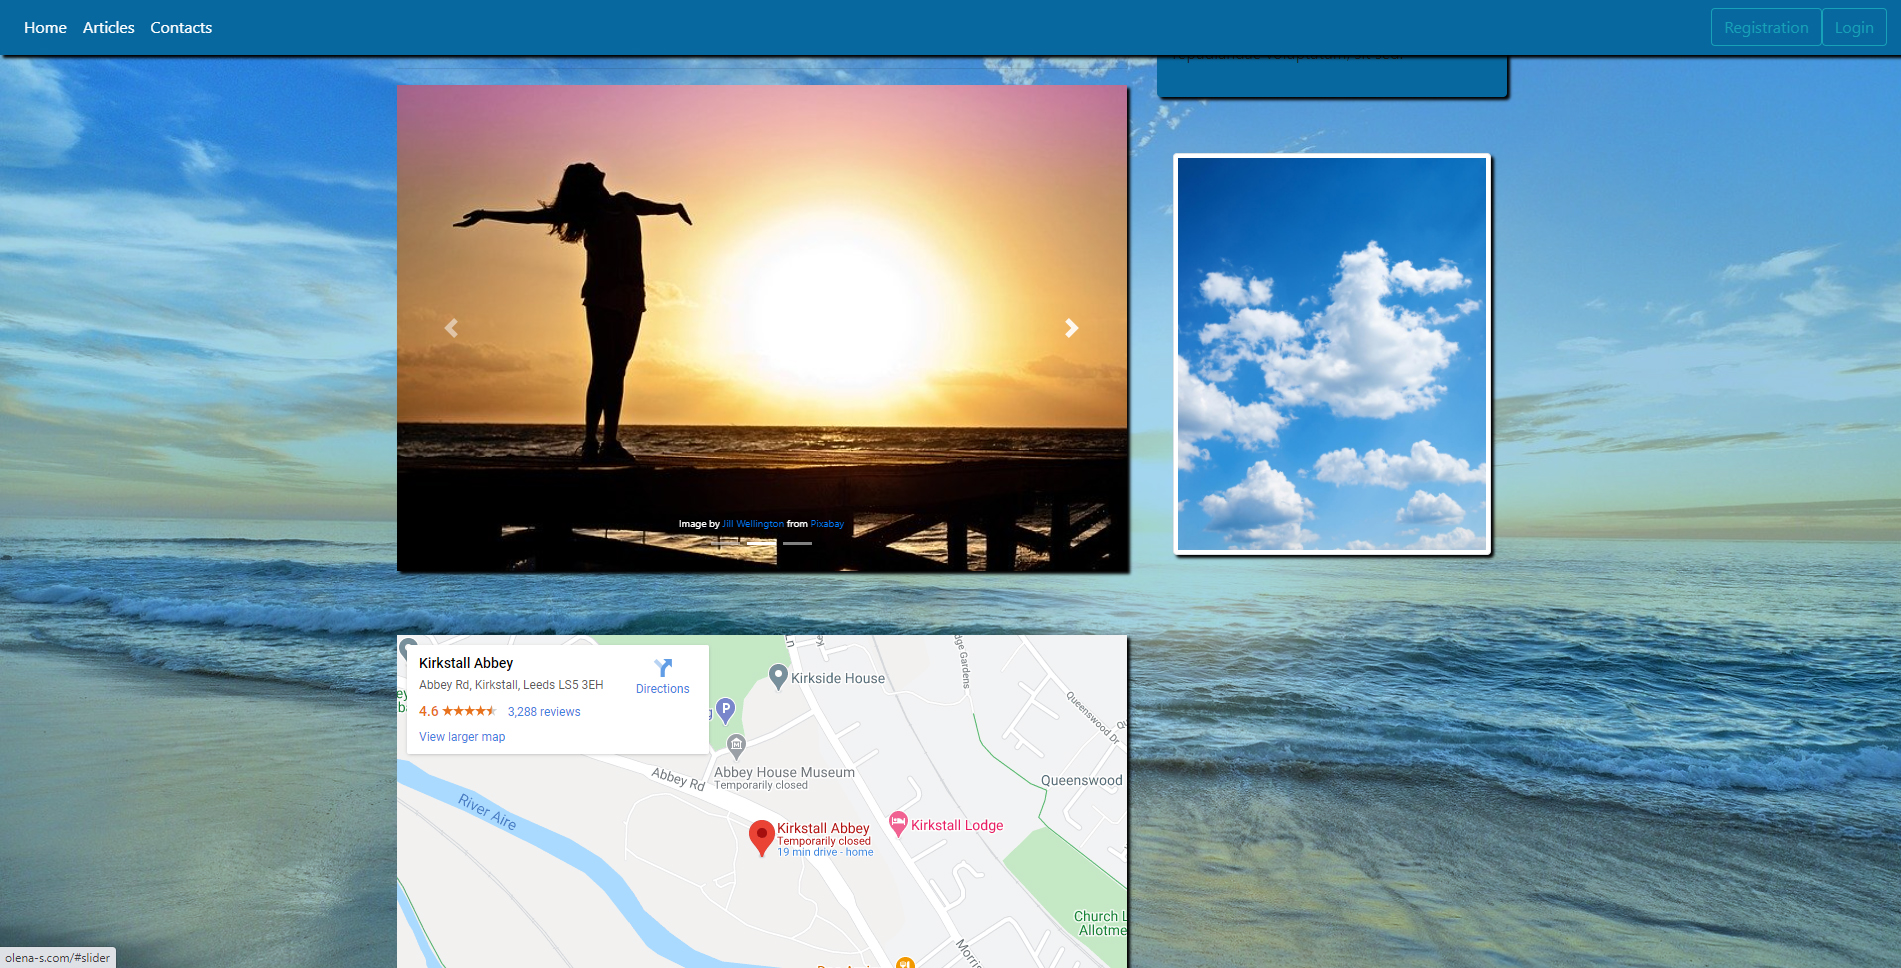 Home Articles Contacts Registration Login
Image by Jill Wellington from Pixabay
Kirkstall Abbey
Abbey Rd, Kirkstall, Leeds LS5 3EH
Directions
4.6 3,288 reviews
View larger map
Kirkside House
P
Abbey House Museum
Temporarily closed
Abbey Rd
River Aire
Queenswood Dr
Queenswood
Kirkstall Abbey
Temporarily closed
19 min drive - home
Kirkstall Lodge
Church L
Allotme
Morris
olena-s.com/#slider